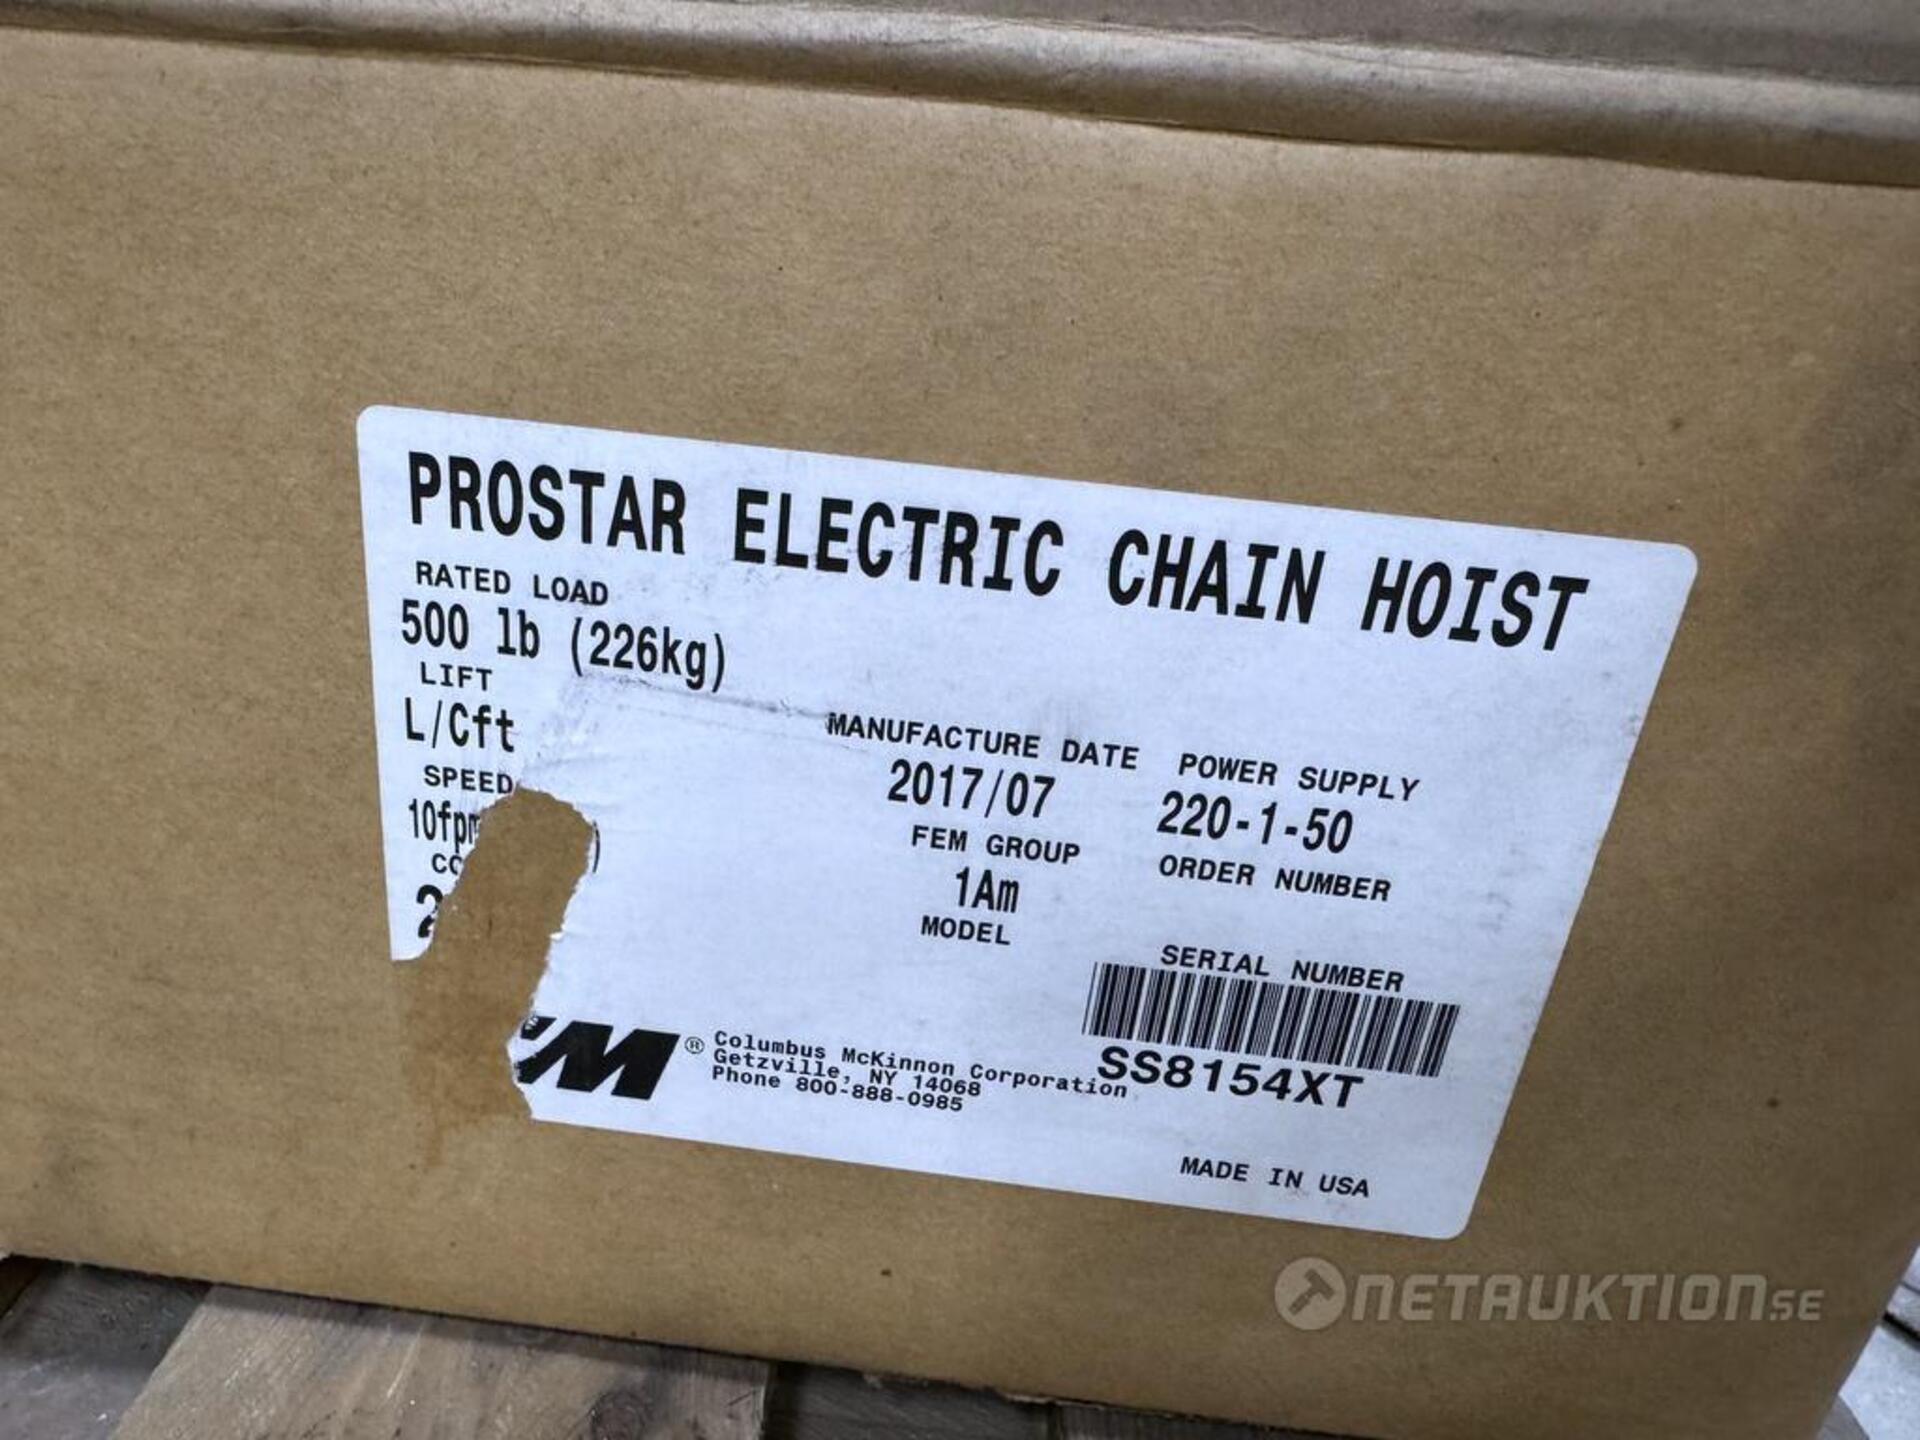 PROSTAR ELECTRIC CHAIN HOIST
RATED LOAD
500 lb (226kg)
LIFT
L/Cft
SPEED
MANUFACTURE DATE
2017/07
FEM GROUP
1Am
MODEL
POWER SUPPLY
220-1-50
ORDER NUMBER
SERIAL NUMBER
SS8154XT
® Columbus McKinnon Corporation
Getzville, NY 14068
Phone 800-888-0985
MADE IN USA
NETAUKTION.SE